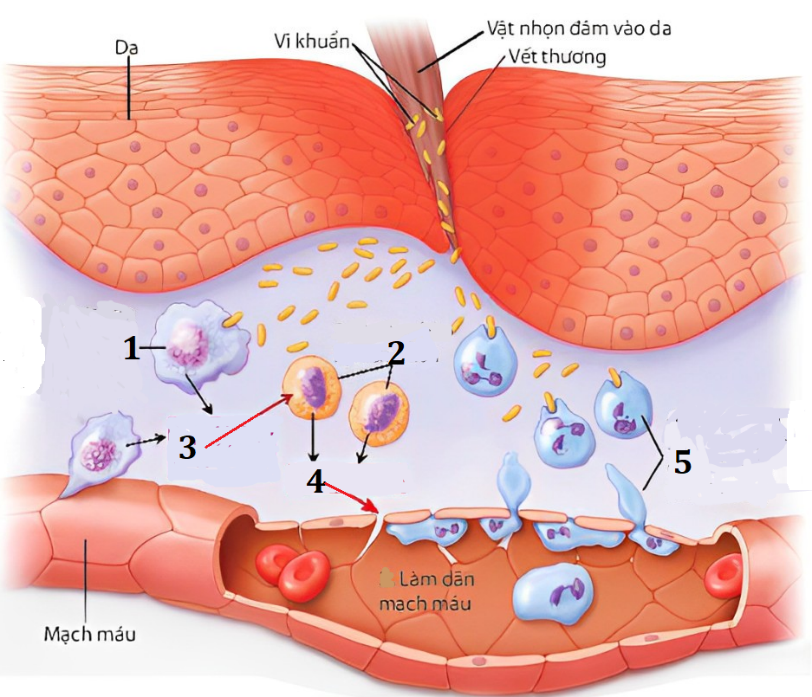 Da
Vi khuẩn
Vật nhọn đâm vào da
Vết thương
1
2
3
4
5
Làm dãn
mạch máu
Mạch máu